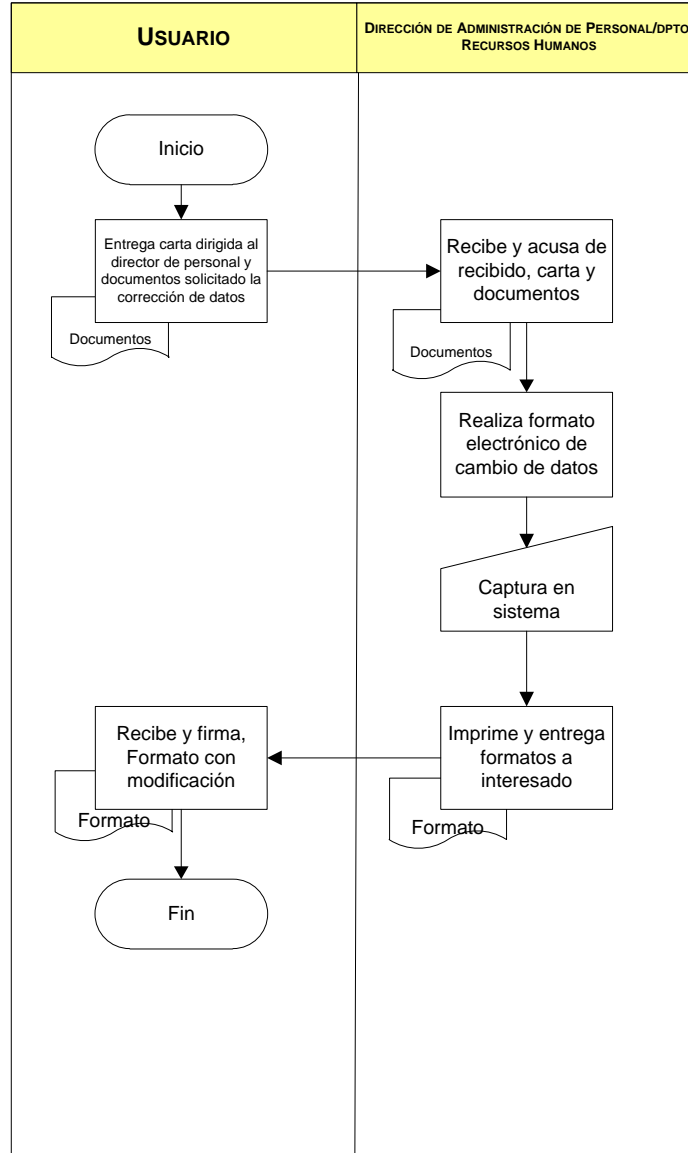 USUARIO
DIRECCIÓN DE ADMINISTRACIÓN DE PERSONAL/DPTO
RECURSOS HUMANOS
Inicio
Entrega carta dirigida al
director de personal y
documentos solicitado la
corrección de datos
Documentos
Recibe y acusa de
recibido, carta y
documentos
Documentos
Realiza formato
electrónico de
cambio de datos
Captura en
sistema
Imprime y entrega
formatos a
interesado
Formato
Recibe y firma,
Formato con
modificación
Formato
Fin